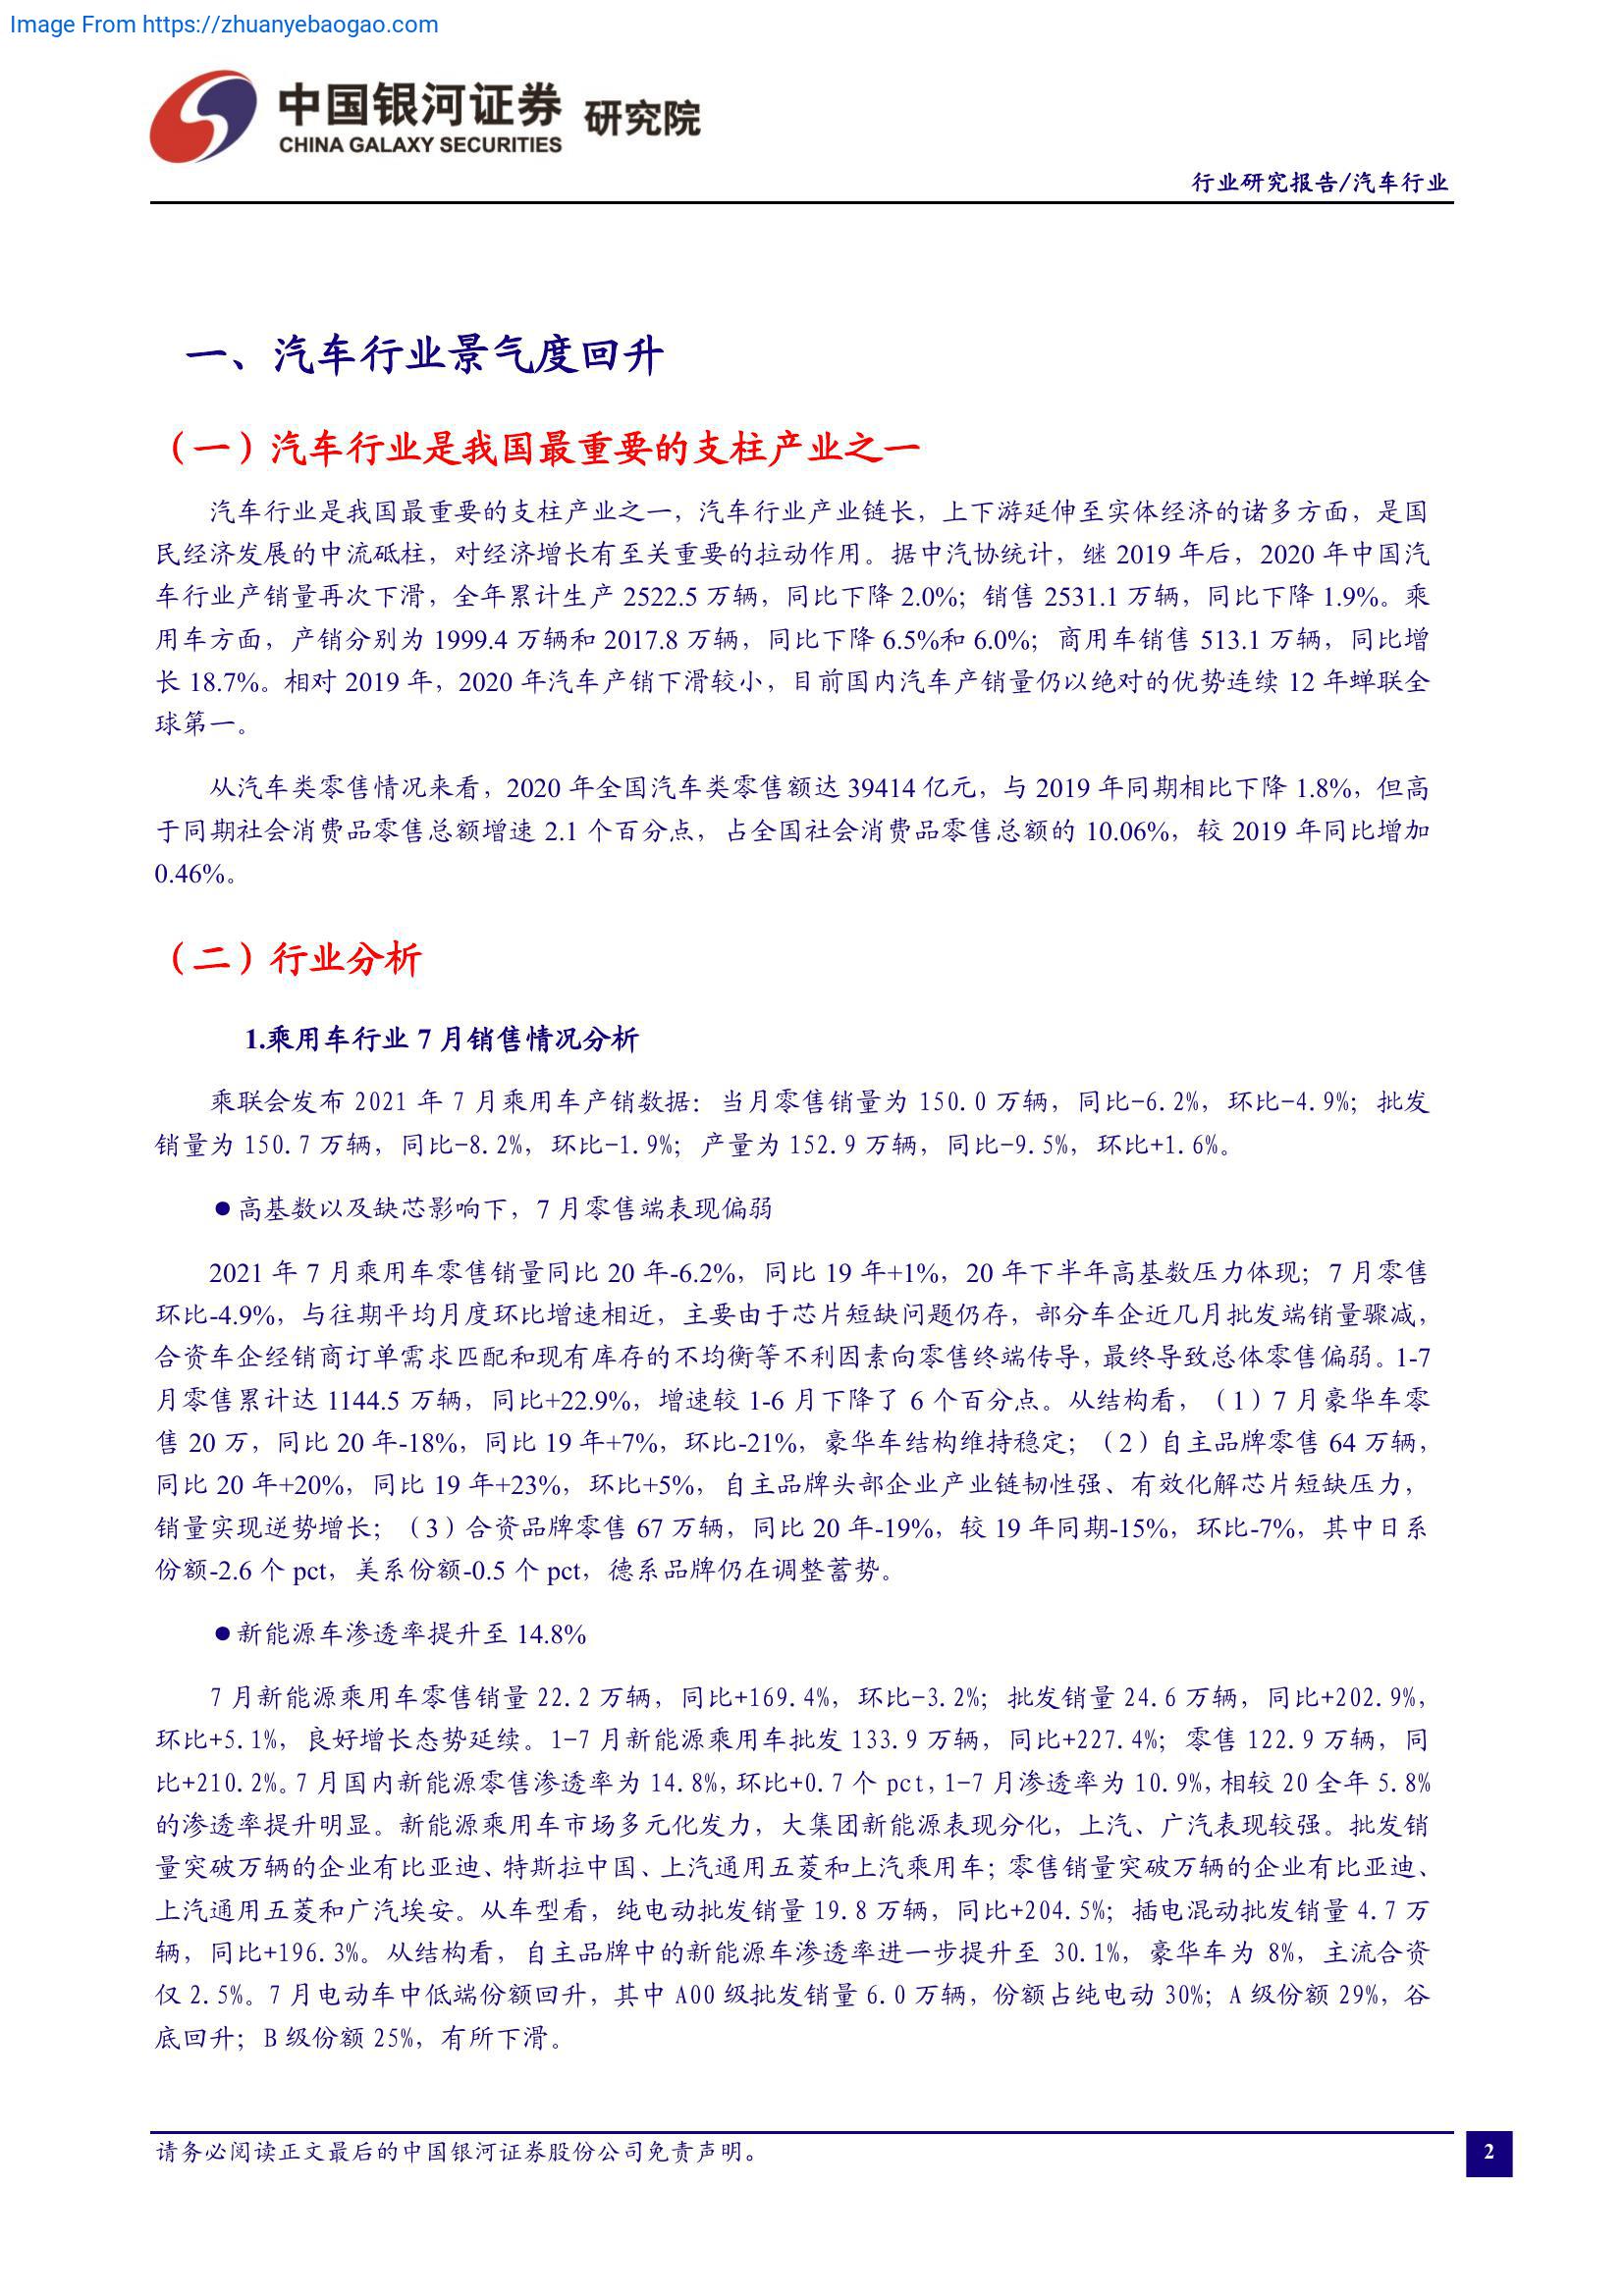 Image From https://zhuanyebaogao.com
中国银河证券 研究院
CHINA GALAXY SECURITIES
行业研究报告/汽车行业
一、汽车行业景气度回升
（一）汽车行业是我国最重要的支柱产业之一
汽车行业是我国最重要的支柱产业之一，汽车行业产业链长，上下游延伸至实体经济的诸多方面，是国
民经济发展的中流砥柱，对经济增长有至关重要的拉动作用。据中汽协统计，继 2019 年后，2020 年中国汽
车行业产销量再次下滑，全年累计生产 2522.5 万辆，同比下降 2.0%；销售 2531.1 万辆，同比下降 1.9%。乘
用车方面，产销分别为 1999.4 万辆和 2017.8 万辆，同比下降 6.5%和 6.0%；商用车销售 513.1 万辆，同比增
长 18.7%。相对 2019 年，2020 年汽车产销下滑较小，目前国内汽车产销量仍以绝对的优势连续 12 年蝉联全
球第一。
从汽车类零售情况来看，2020 年全国汽车类零售额达 39414 亿元，与 2019 年同期相比下降 1.8%，但高
于同期社会消费品零售总额增速 2.1 个百分点，占全国社会消费品零售总额的 10.06%，较 2019 年同比增加
0.46%。
（二）行业分析
1.乘用车行业 7 月销售情况分析
乘联会发布 2021 年 7 月乘用车产销数据：当月零售销量为 150.0 万辆，同比-6.2%，环比-4.9%；批发
销量为 150.7 万辆，同比-8.2%，环比-1.9%；产量为 152.9 万辆，同比-9.5%，环比+1.6%。
●高基数以及缺芯影响下，7 月零售端表现偏弱
2021 年 7 月乘用车零售销量同比 20 年-6.2%，同比 19 年+1%，20 年下半年高基数压力体现；7 月零售
环比-4.9%，与往期平均月度环比增速相近，主要由于芯片短缺问题仍存，部分车企近几月批发端销量骤减，
合资车企经销商订单需求匹配和现有库存的不均衡等不利因素向零售终端传导，最终导致总体零售偏弱。1-7
月零售累计达 1144.5 万辆，同比+22.9%，增速较 1-6 月下降了 6 个百分点。从结构看，（1）7 月豪华车零
售 20 万，同比 20 年-18%，同比 19 年+7%，环比-21%，豪华车结构维持稳定；（2）自主品牌零售 64 万辆，
同比 20 年+20%，同比 19 年+23%，环比+5%，自主品牌头部企业产业链韧性强、有效化解芯片短缺压力，
销量实现逆势增长；（3）合资品牌零售 67 万辆，同比 20 年-19%，较 19 年同期-15%，环比-7%，其中日系
份额-2.6 个 pct，美系份额-0.5 个 pct，德系品牌仍在调整蓄势。
●新能源车渗透率提升至 14.8%
7 月新能源乘用车零售销量 22.2 万辆，同比+169.4%，环比-3.2%；批发销量 24.6 万辆，同比+202.9%，
环比+5.1%，良好增长态势延续。1-7 月新能源乘用车批发 133.9 万辆，同比+227.4%；零售 122.9 万辆，同
比+210.2%。7 月国内新能源零售渗透率为 14.8%，环比+0.7 个 pct，1-7 月渗透率为 10.9%，相较 20 全年 5.8%
的渗透率提升明显。新能源乘用车市场多元化发力，大集团新能源表现分化，上汽、广汽表现较强。批发销
量突破万辆的企业有比亚迪、特斯拉中国、上汽通用五菱和上汽乘用车；零售销量突破万辆的企业有比亚迪、
上汽通用五菱和广汽埃安。从车型看，纯电动批发销量 19.8 万辆，同比+204.5%；插电混动批发销量 4.7 万
辆，同比+196.3%。从结构看，自主品牌中的新能源车渗透率进一步提升至 30.1%，豪华车为 8%，主流合资
仅 2.5%。7 月电动车中低端份额回升，其中 A00 级批发销量 6.0 万辆，份额占纯电动 30%；A 级份额 29%，谷
底回升；B 级份额 25%，有所下滑。
请务必阅读正文最后的中国银河证券股份公司免责声明。
2